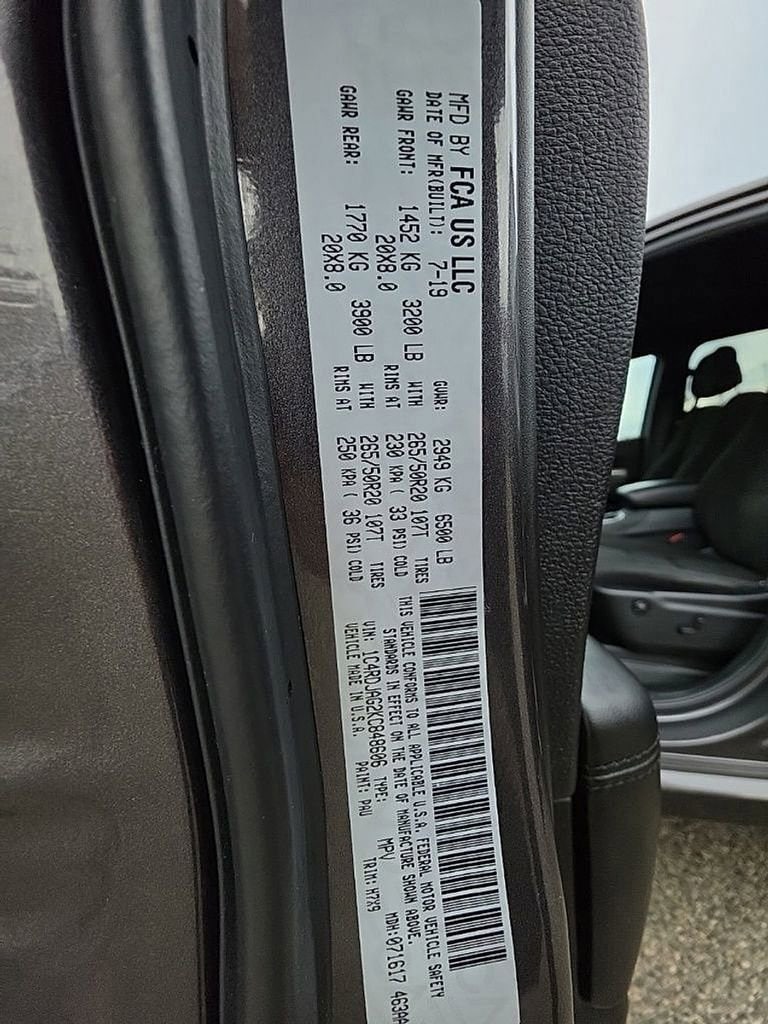 MFD BY FCA US LLC
DATE OF MFR(BUILT): 7-19 GVWR: 2949 KG 6500 LB
GAWR FRONT: 1452 KG 3200 LB WITH 265/50R20 107T TIRES
20X8.0 RIMS AT 230 KPA ( 33 PSI) COLD
GAWR REAR: 1770 KG 3900 LB WITH 265/50R20 107T TIRES
20X8.0 RIMS AT 250 KPA ( 36 PSI) COLD
THIS VEHICLE CONFORMS TO ALL APPLICABLE U.S.A. FEDERAL MOTOR VEHICLE SAFETY
STANDARDS IN EFFECT ON THE DATE OF MANUFACTURE SHOWN ABOVE.
VIN: 1C4RDJAG2KC848606 TYPE: MPV MDH:071617 463AA
VEHICLE MADE IN U.S.A. PAINT: PAU TRIM: H7X9